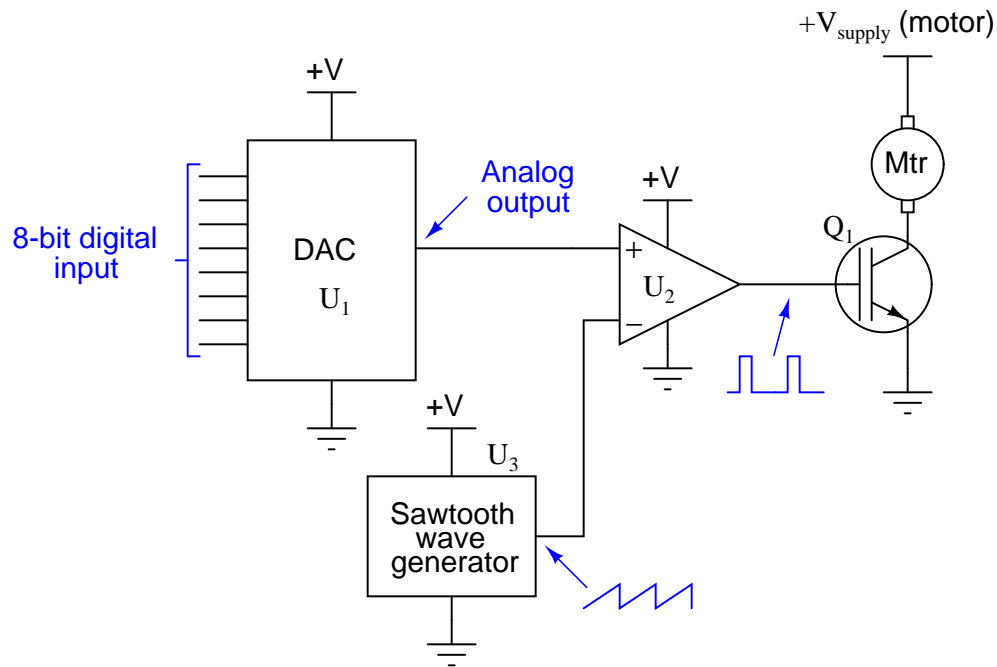 +Vsupply (motor)
+V
Mtr
Analog
output
+V
8-bit digital
input
DAC
U1
Q1
+
U2
−
+V
U3
Sawtooth
wave
generator